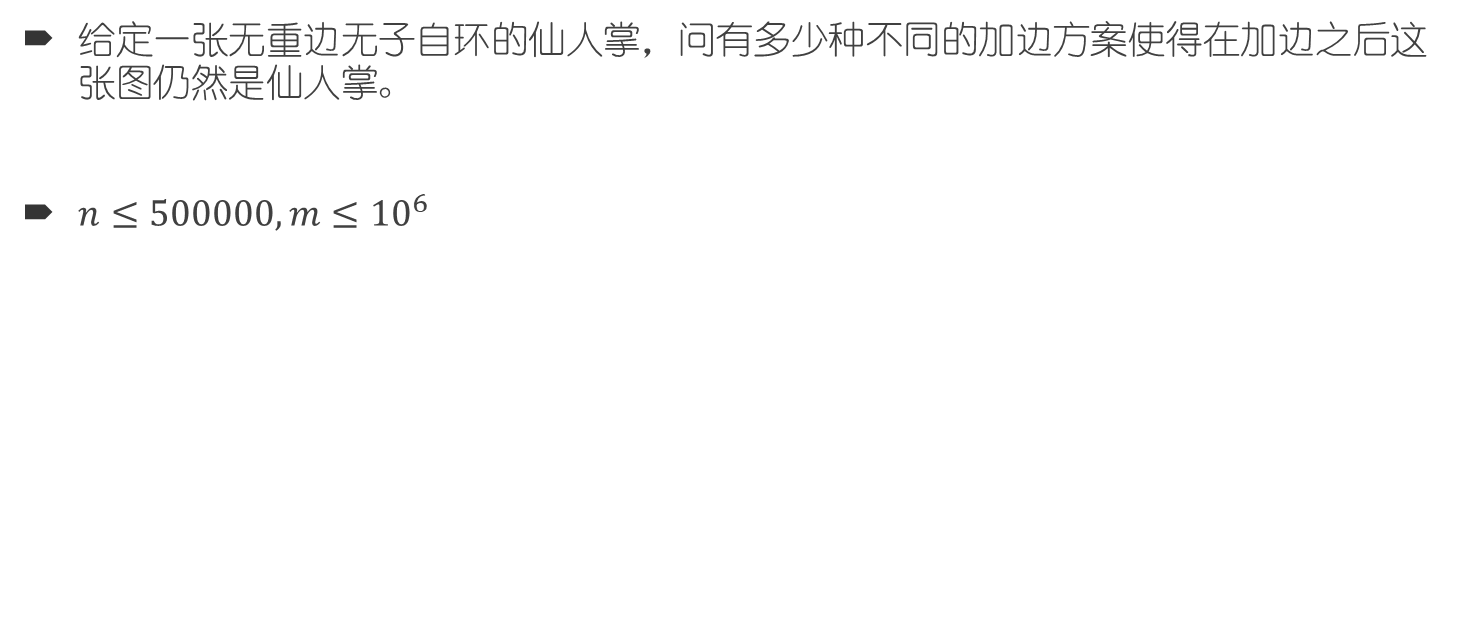 给定一张无重边无子自环的仙人掌，问有多少种不同的加边方案使得在加边之后这
张图仍然是仙人掌。
n ≤ 500000, m ≤ 10⁶